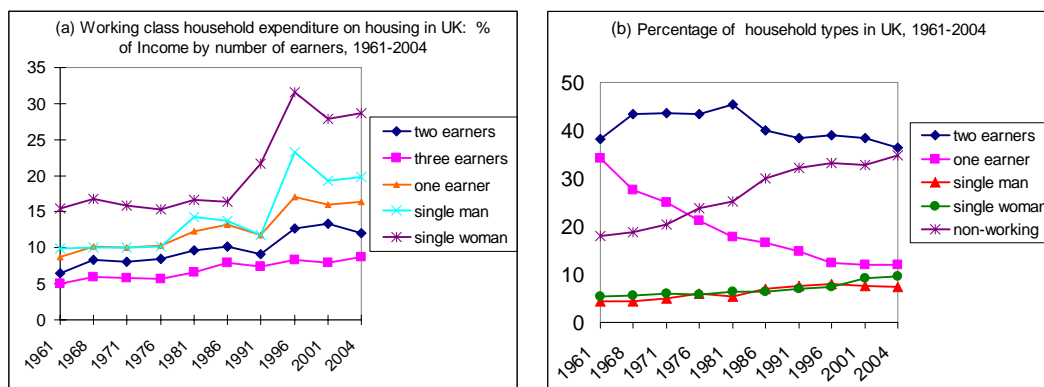 (a) Working class household expenditure on housing in UK: %
of Income by number of earners, 1961-2004
35
30
25
20
15
10
5
0
1961
1968
1971
1976
1981
1986
1991
1996
2001
2004
two earners
three earners
one earner
single man
single woman
(b) Percentage of household types in UK, 1961-2004
50
40
30
20
10
0
1961
1968
1971
1976
1981
1986
1991
1996
2001
2004
two earners
one earner
single man
single woman
non-working